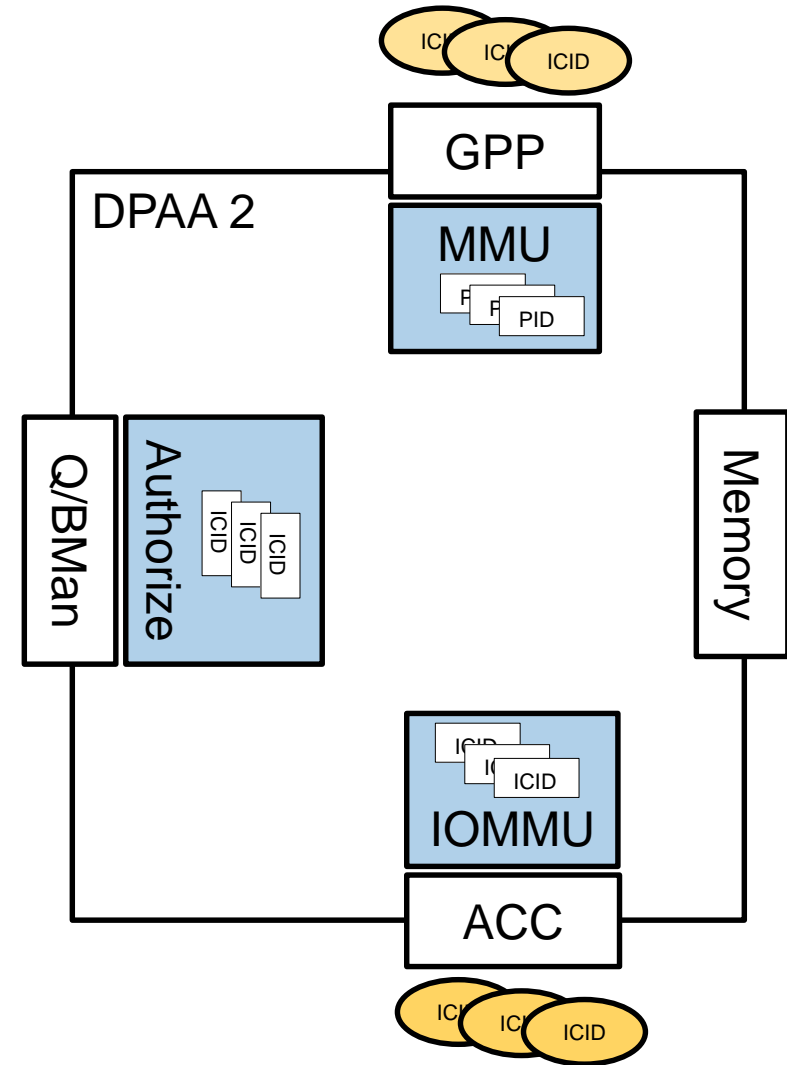 ICID
GPP
DPAA 2
MMU
PID
Q/BMan
Authorize
ICID
ICID
ICID
Memory
ICID
IOMMU
ACC
ICID